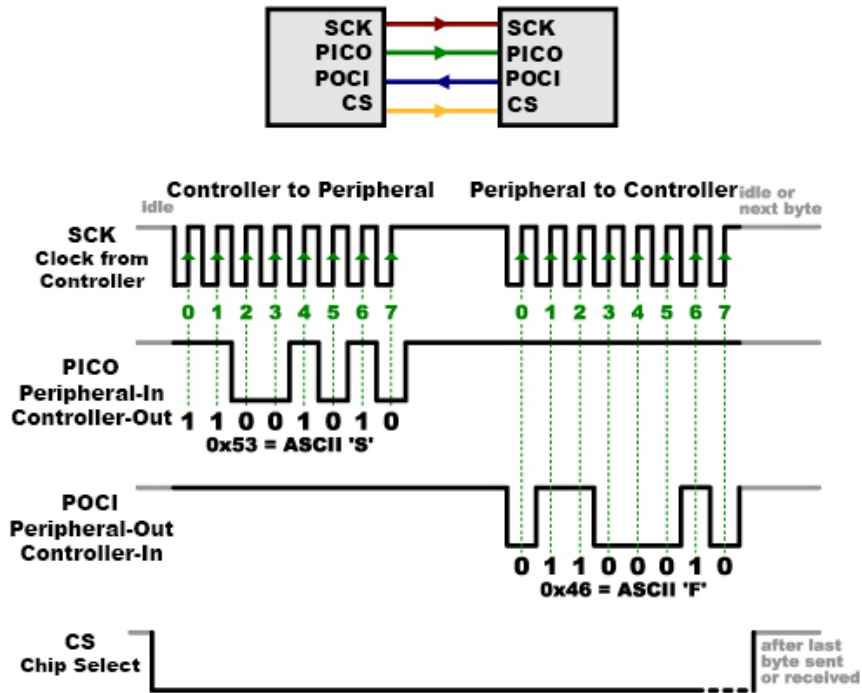 SCK SCK
PICO PICO
POCI POCI
CS CS
Controller to Peripheral Peripheral to Controller
idle
idle or
next byte
SCK
Clock from
Controller
0 1 2 3 4 5 6 7 0 1 2 3 4 5 6 7
PICO
Peripheral-In
Controller-Out
1 1 0 0 1 0 1 0
0x53 = ASCII 'S'
POCI
Peripheral-Out
Controller-In
0 1 1 0 0 0 1 0
0x46 = ASCII 'F'
CS
Chip Select
after last
byte sent
or received